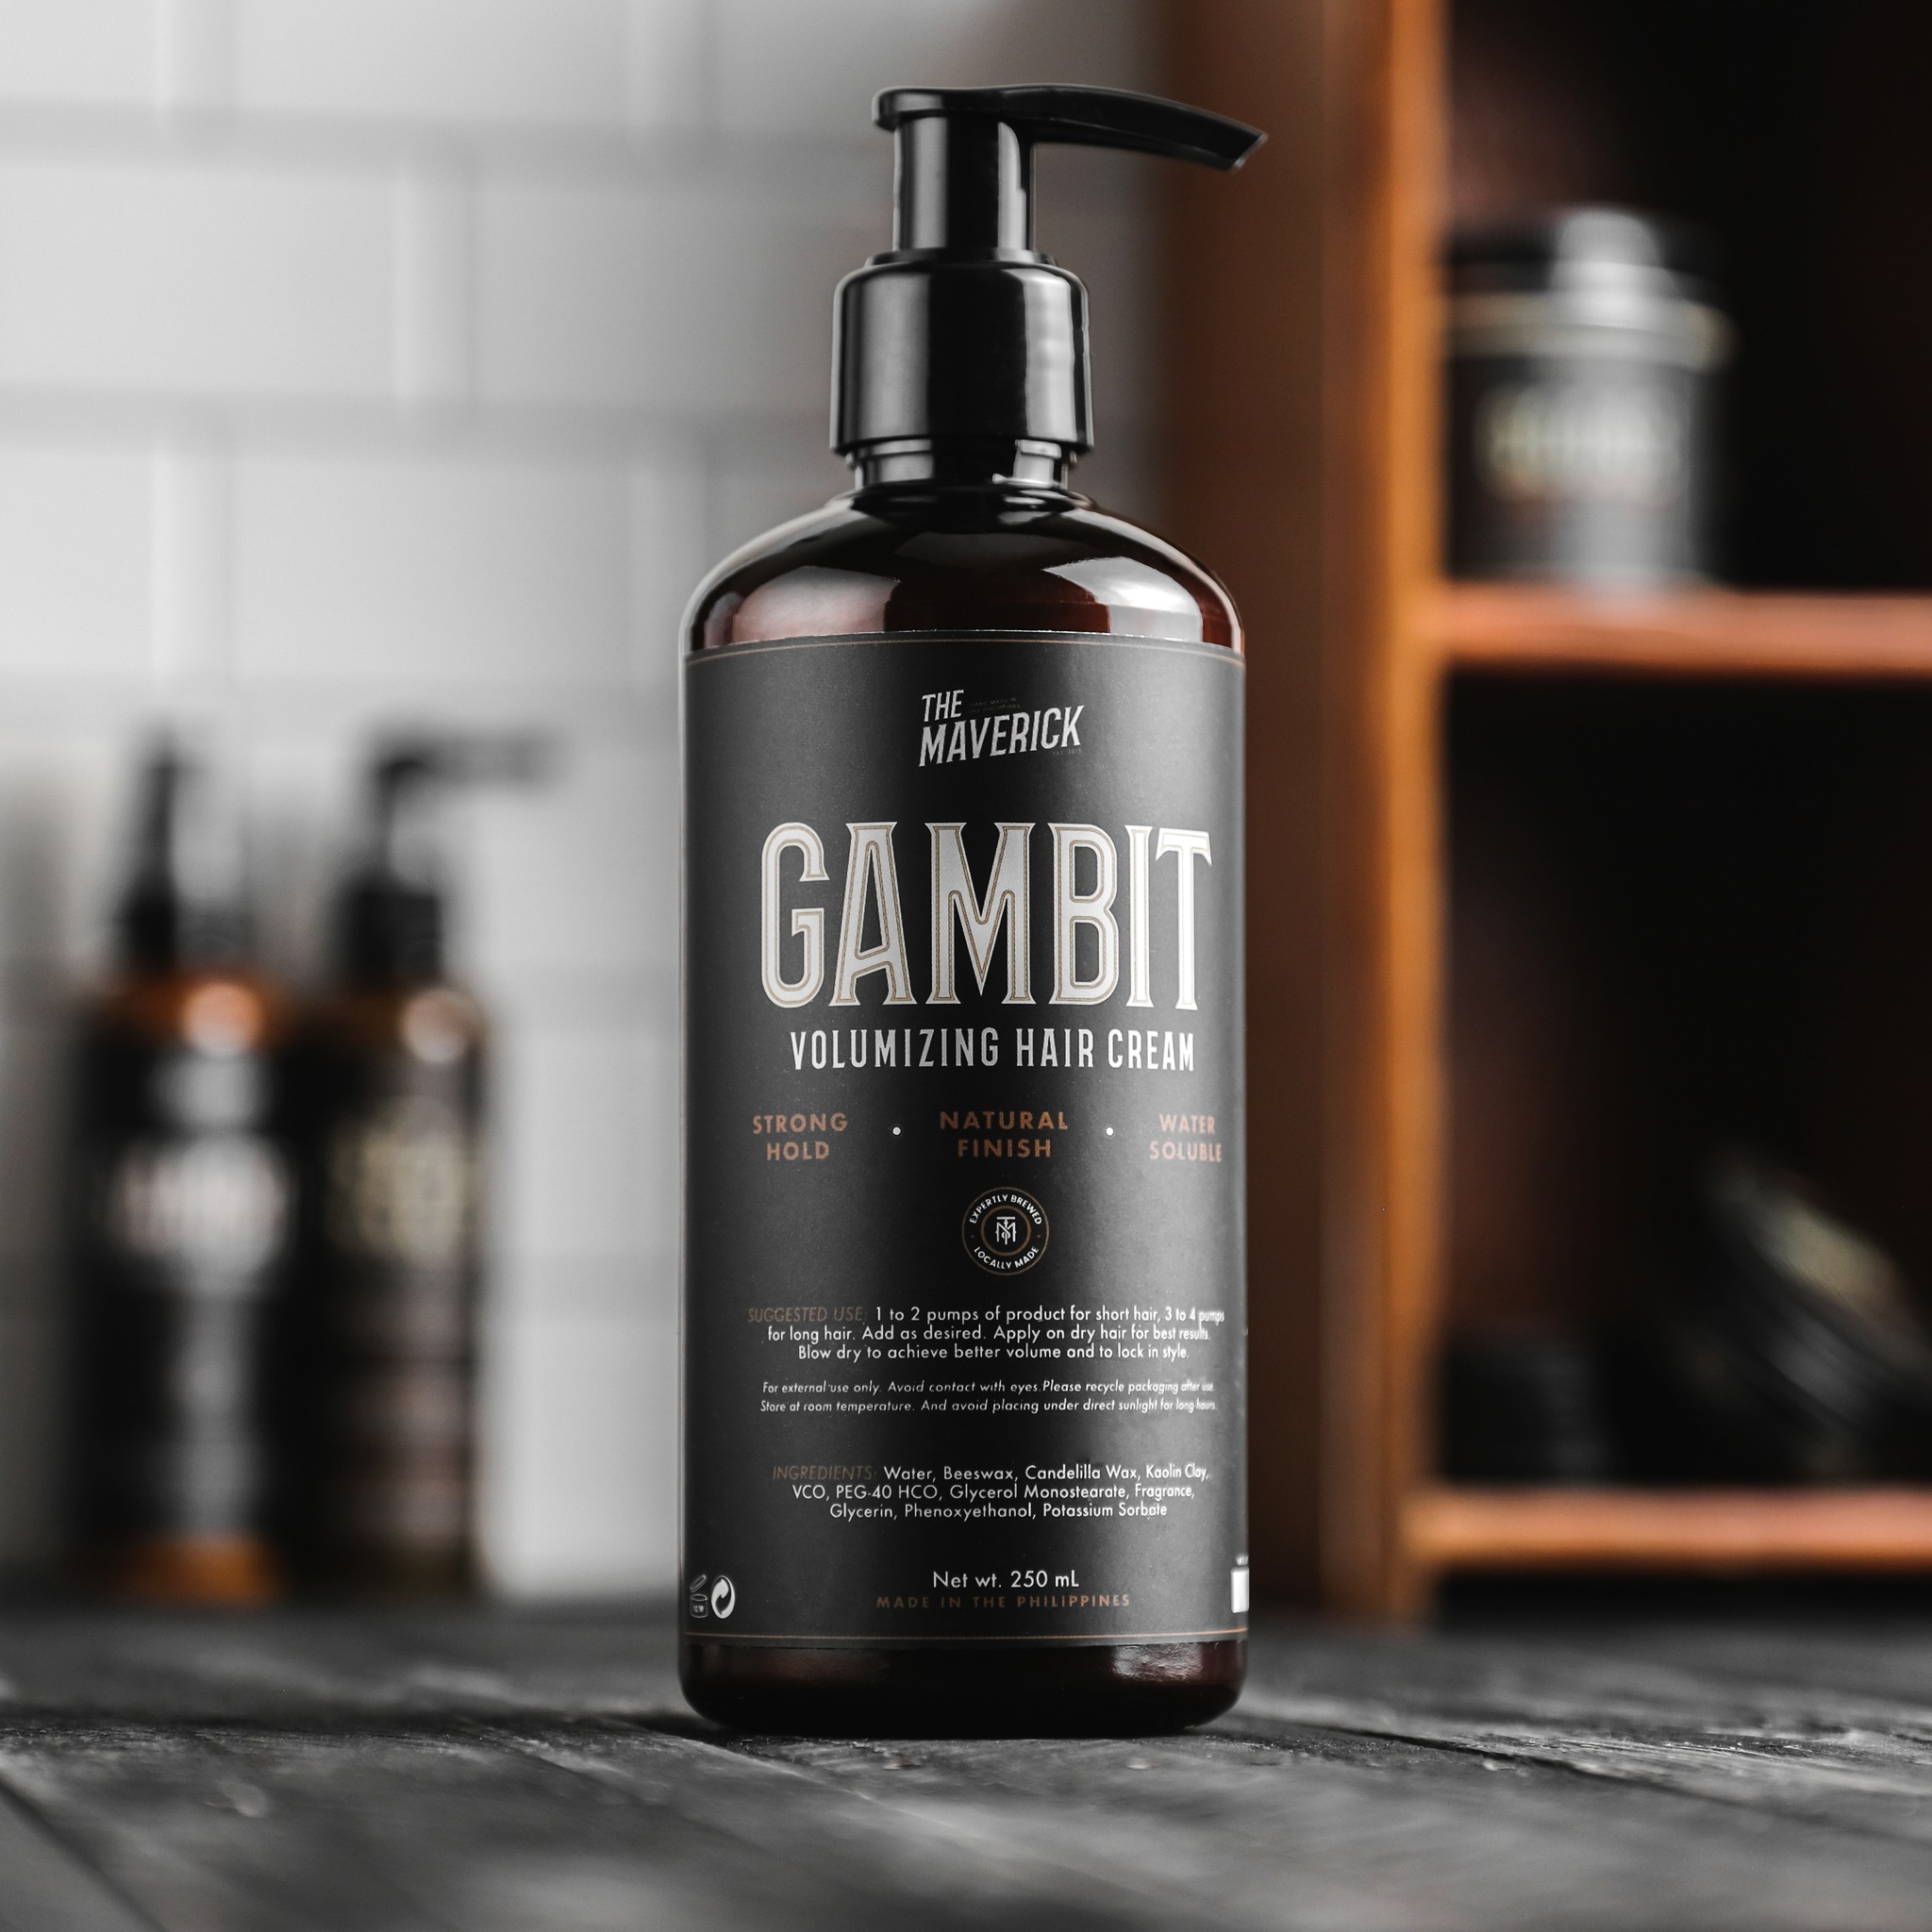 THE
MAVERICK
GAMBIT
VOLUMIZING HAIR CREAM
STRONG HOLD • NATURAL FINISH • WATER SOLUBLE
EXPERTLY BREWED
LOCALLY MADE
SUGGESTED USE: 1 to 2 pumps of product for short hair, 3 to 4 pumps
for long hair. Add as desired. Apply on dry hair for best results.
Blow dry to achieve better volume and to lock in style.
For external use only. Avoid contact with eyes.Please recycle packaging after use.
Store at room temperature. And avoid placing under direct sunlight for long hours.
INGREDIENTS: Water, Beeswax, Candelilla Wax, Kaolin Clay,
VCO, PEG-40 HCO, Glycerol Monostearate, Fragrance,
Glycerin, Phenoxyethanol, Potassium Sorbate
Net wt. 250 mL
MADE IN THE PHILIPPINES